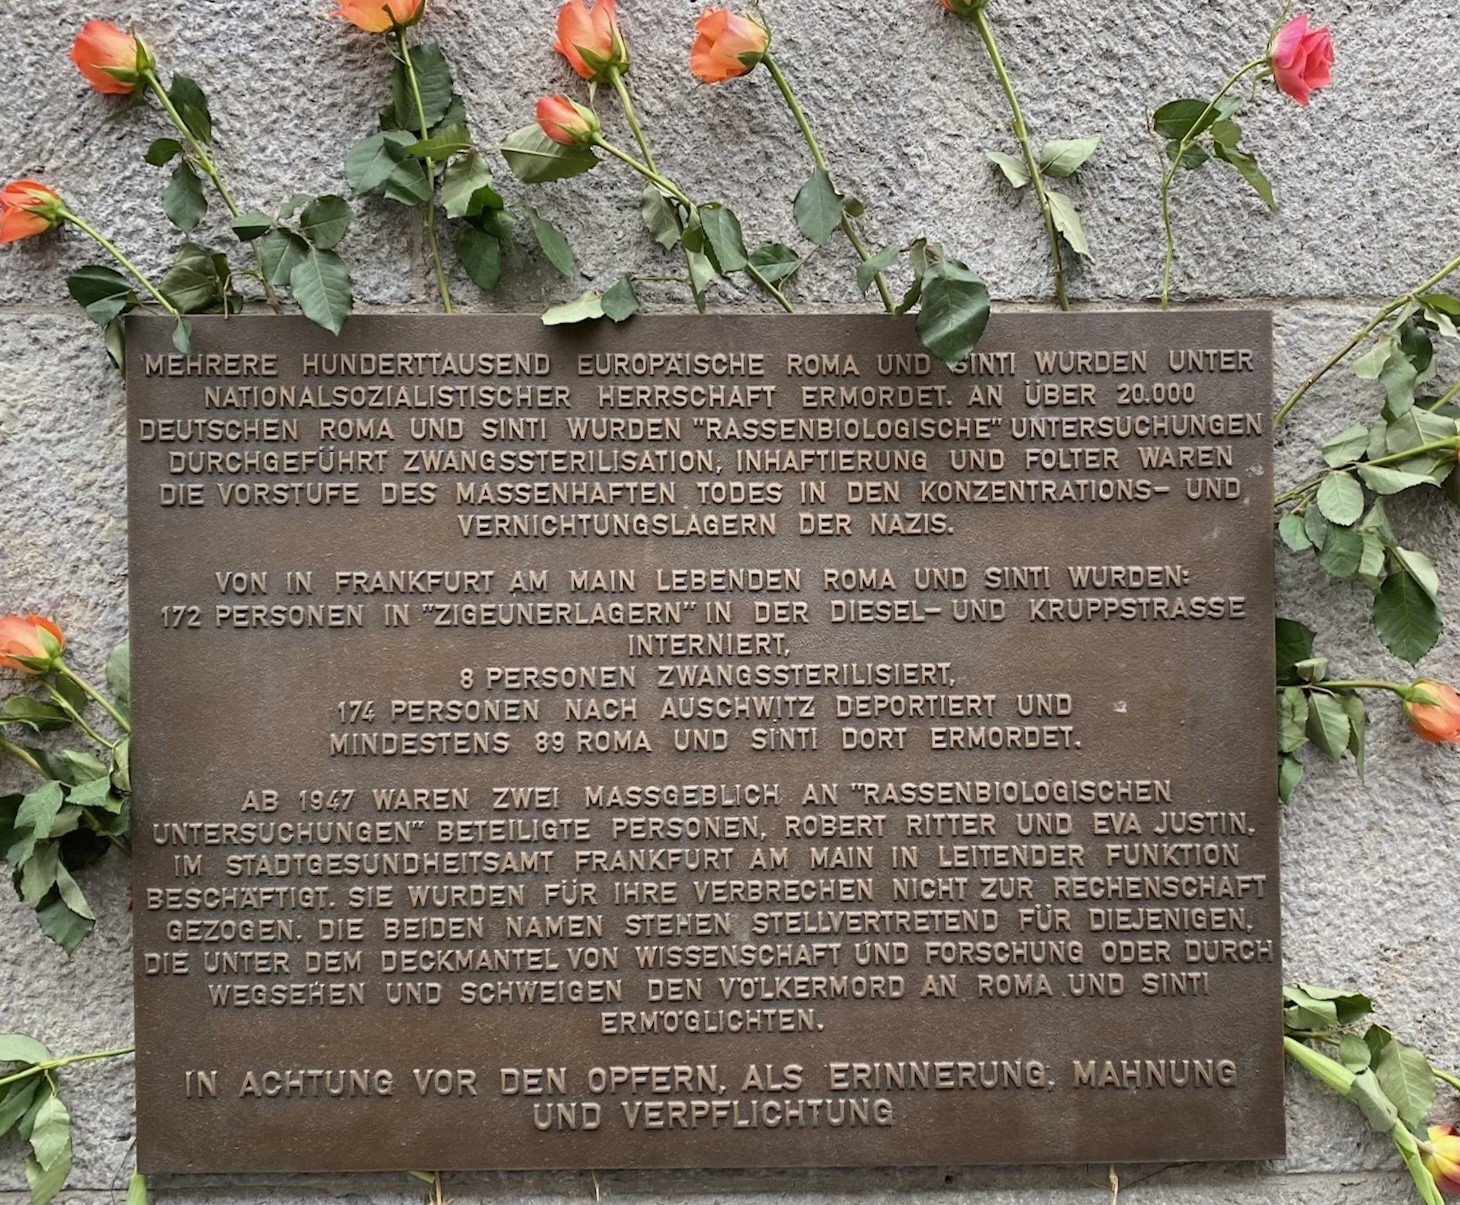 MEHRERE HUNDERTTAUSEND EUROPÄISCHE ROMA UND SINTI WURDEN UNTER
NATIONALSOZIALISTISCHER HERRSCHAFT ERMORDET. AN ÜBER 20.000
DEUTSCHEN ROMA UND SINTI WURDEN "RASSENBIOLOGISCHE" UNTERSUCHUNGEN
DURCHGEFÜHRT ZWANGSSTERILISATION, INHAFTIERUNG UND FOLTER WAREN
DIE VORSTUFE DES MASSENHAFTEN TODES IN DEN KONZENTRATIONS- UND
VERNICHTUNGSLAGERN DER NAZIS.
VON IN FRANKFURT AM MAIN LEBENDEN ROMA UND SINTI WURDEN:
172 PERSONEN IN "ZIGEUNERLAGERN" IN DER DIESEL- UND KRUPPSTRASSE
INTERNIERT,
8 PERSONEN ZWANGSSTERILISIERT,
174 PERSONEN NACH AUSCHWITZ DEPORTIERT UND
MINDESTENS 89 ROMA UND SINTI DORT ERMORDET.
AB 1947 WAREN ZWEI MASSGEBLICH AN "RASSENBIOLOGISCHEN
UNTERSUCHUNGEN" BETEILIGTE PERSONEN, ROBERT RITTER UND EVA JUSTIN,
IM STADTGESUNDHEITSAMT FRANKFURT AM MAIN IN LEITENDER FUNKTION
BESCHÄFTIGT. SIE WURDEN FÜR IHRE VERBRECHEN NICHT ZUR RECHENSCHAFT
GEZOGEN. DIE BEIDEN NAMEN STEHEN STELLVERTRETEND FÜR DIEJENIGEN,
DIE UNTER DEM DECKMANTEL VON WISSENSCHAFT UND FORSCHUNG ODER DURCH
WEGSEHEN UND SCHWEIGEN DEN VÖLKERMORD AN ROMA UND SINTI
ERMÖGLICHTEN.
IN ACHTUNG VOR DEN OPFERN, ALS ERINNERUNG, MAHNUNG
UND VERPFLICHTUNG